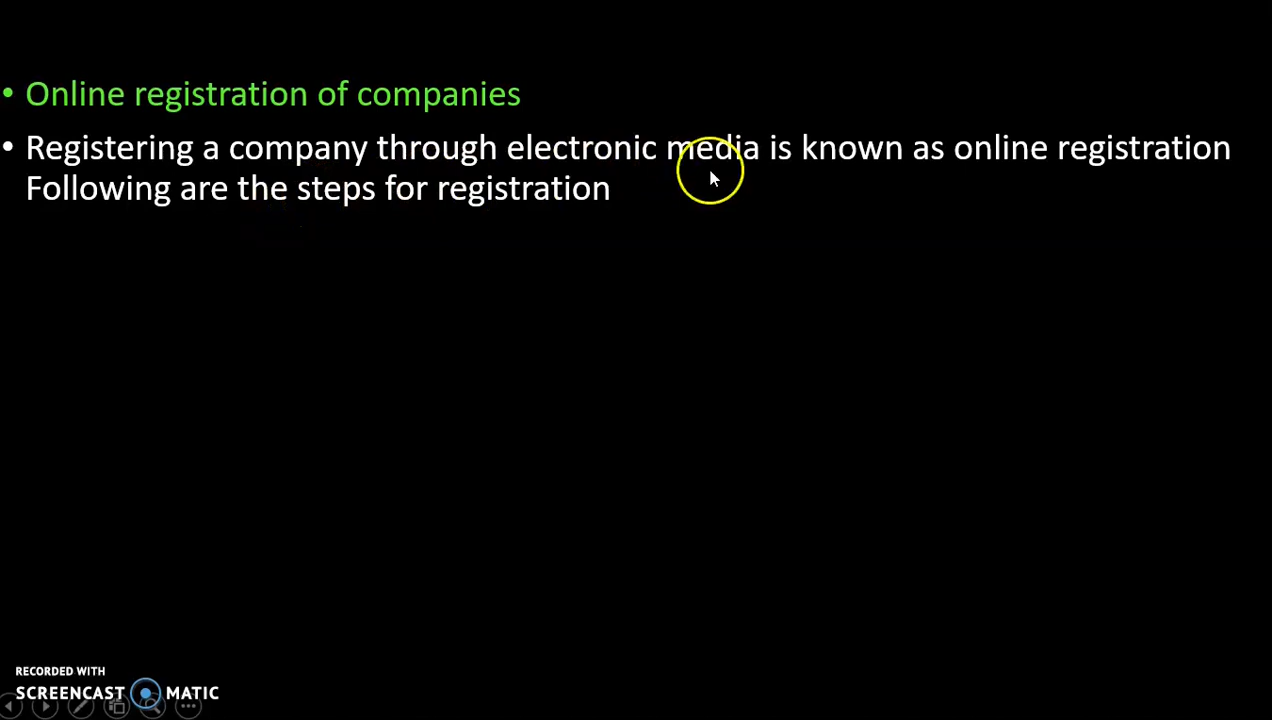 • Online registration of companies
• Registering a company through electronic media is known as online registration
Following are the steps for registration
RECORDED WITH
SCREENCAST MATIC